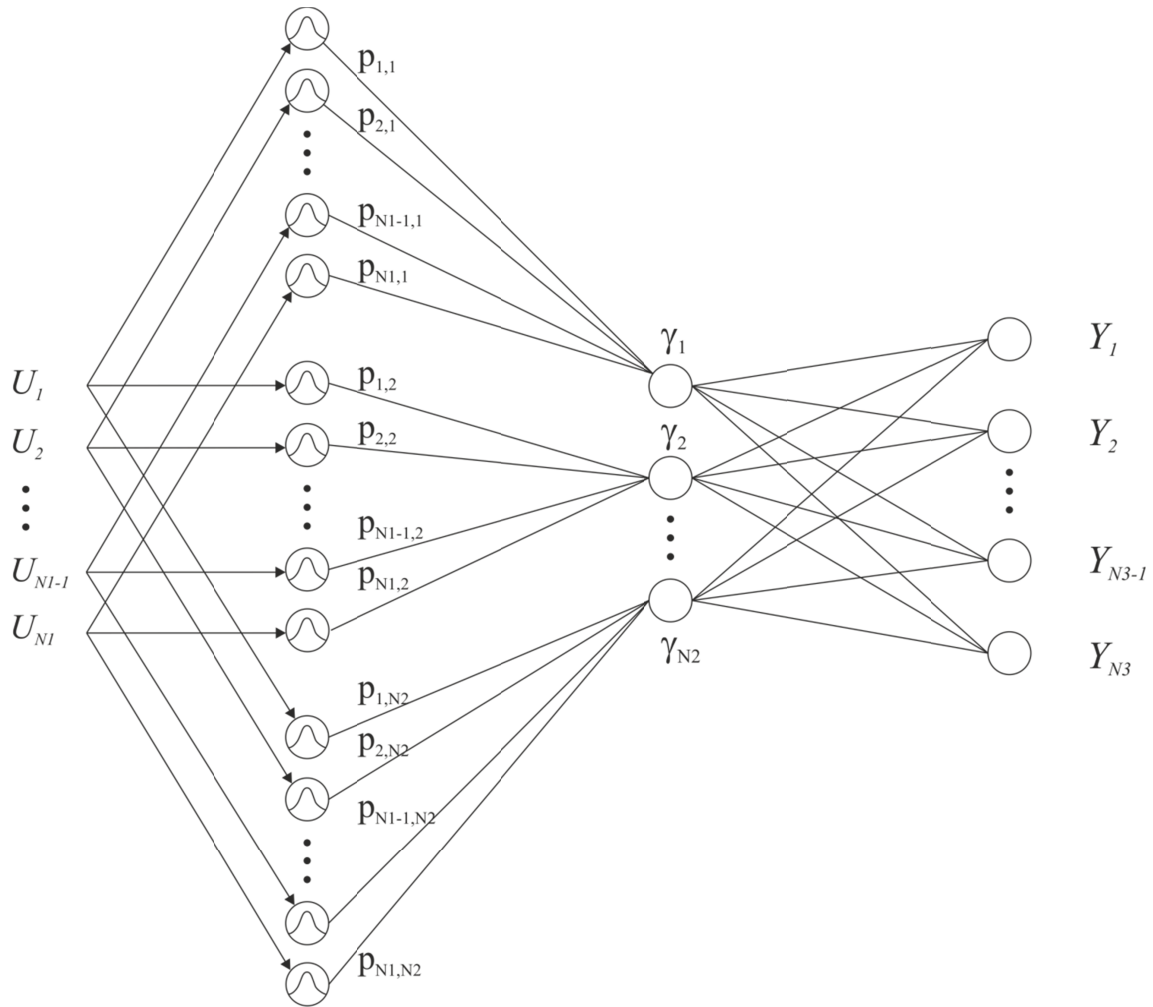 p1,1
p2,1
pN1-1,1
pN1,1
γ1
Y1
U1
p1,2
Y2
U2
p2,2
γ2
UN1-1
pN1-1,2
YN3-1
UN1
pN1,2
γN2
YN3
p1,N2
p2,N2
pN1-1,N2
pN1,N2